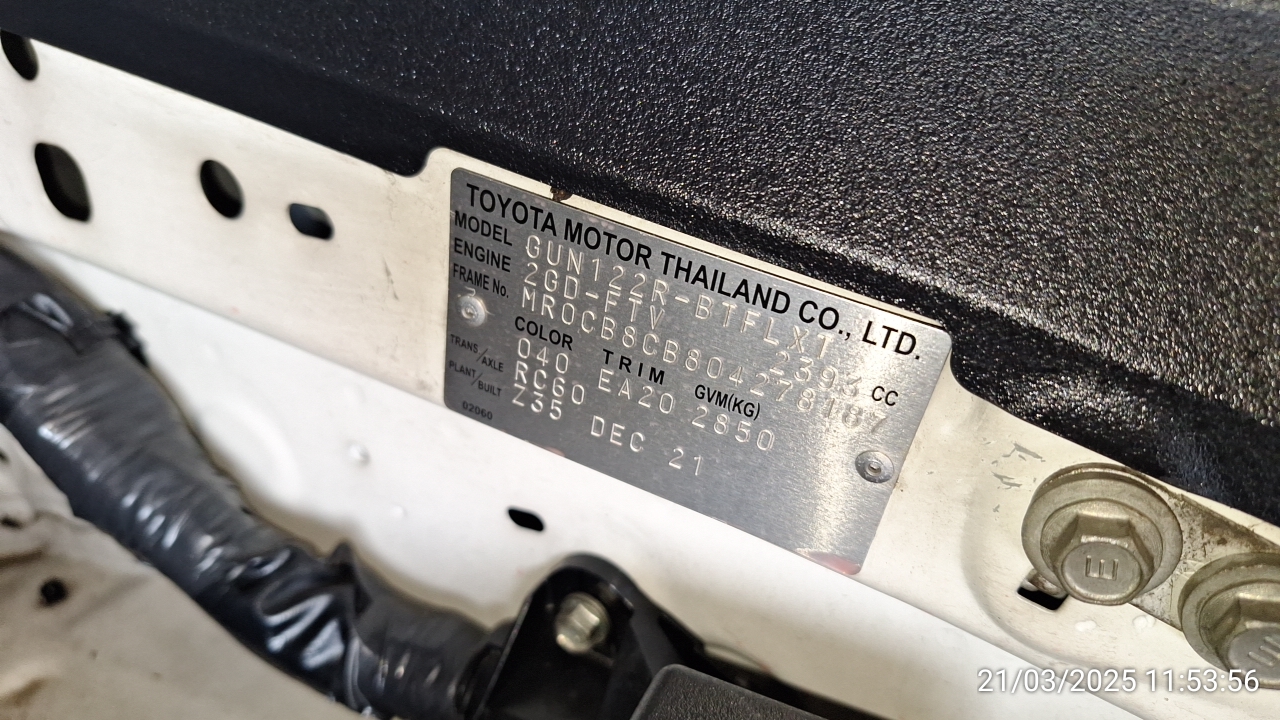 TOYOTA MOTOR THAILAND CO., LTD.
MODEL GUN122R-BTFLXT
ENGINE 2GD-FTV 2393 CC
FRAME No. MR0CB8CB804278187
COLOR TRIM GVM(KG)
040 EA20 2850
TRANS/AXLE RC60
PLANT/BUILT Z35 DEC 21
02060
21/03/2025 11:53:56